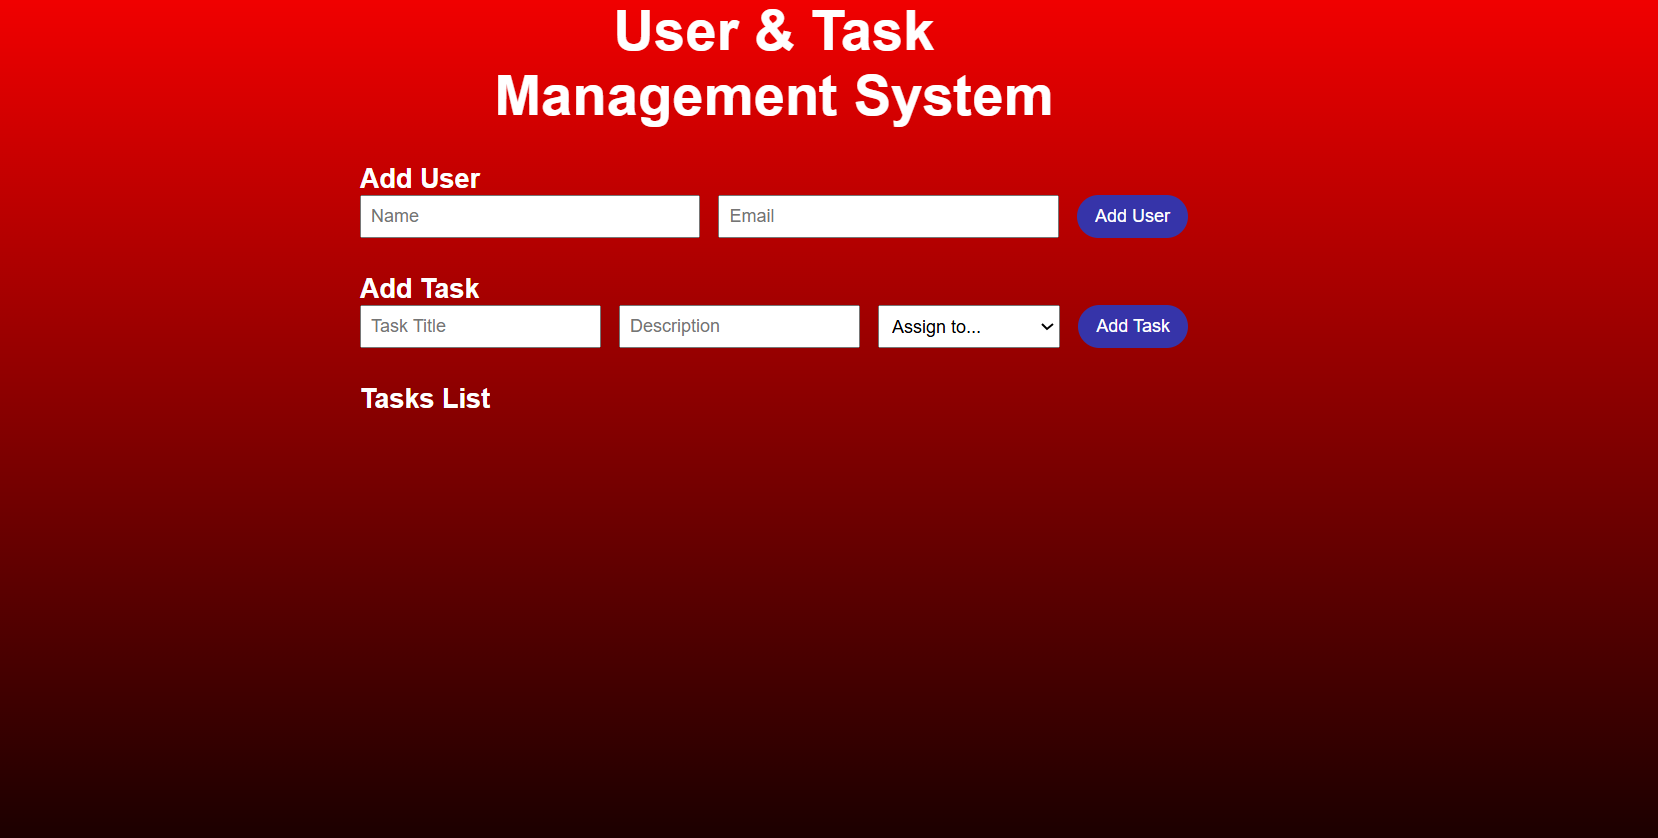 User & Task
Management System
Add User
Name Email Add User
Add Task
Task Title Description Assign to... Add Task
Tasks List